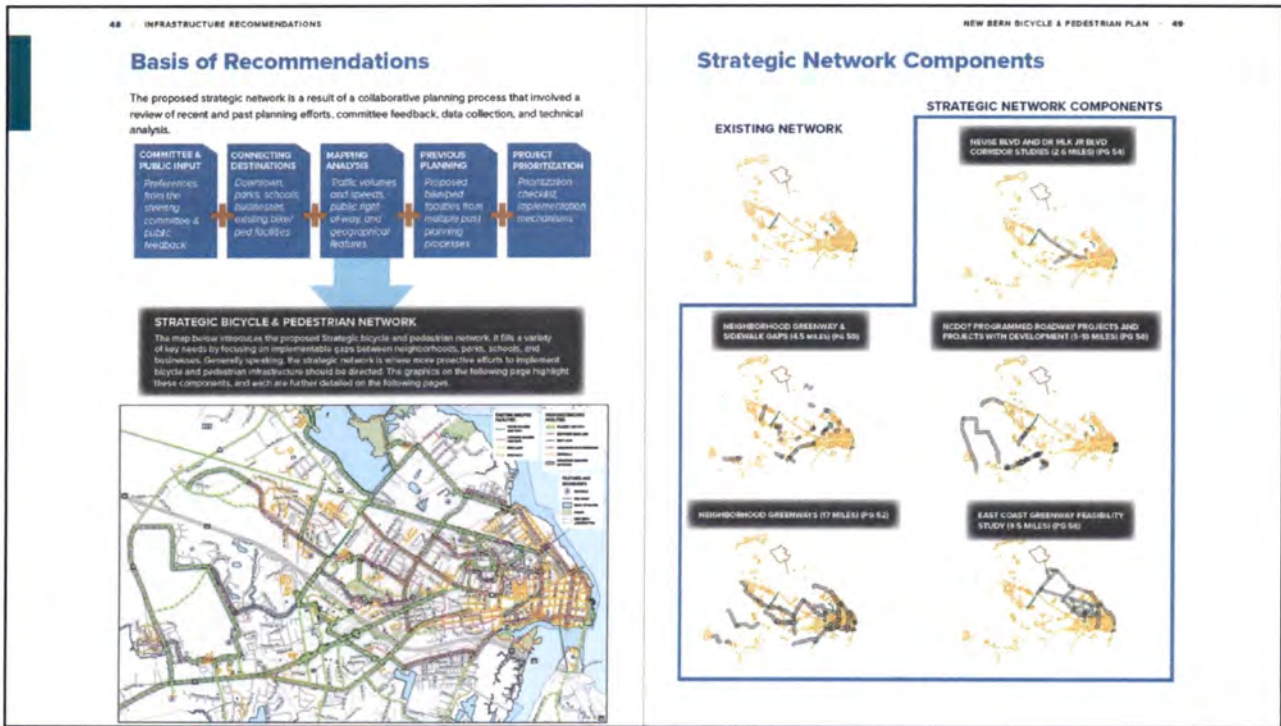 48 INFRASTRUCTURE RECOMMENDATIONS
Basis of Recommendations
The proposed strategic network is a result of a collaborative planning process that involved a
review of recent and past planning efforts, committee feedback, data collection, and technical
analysis.
COMMITTEE &
PUBLIC INPUT
Preferences
from the
steering
committee &
public
feedback
+
CONNECTING
DESTINATIONS
Downtown,
parks, schools,
businesses,
existing bike/
ped facilities
+
MAPPING
ANALYSIS
Traffic volumes
and speeds,
public right-
of-way, and
geographical
features
+
PREVIOUS
PLANNING
Proposed
bike/ped
facilities from
multiple past
planning
processes
+
PROJECT
PRIORITIZATION
Prioritization
checklist,
implementation
mechanisms
STRATEGIC BICYCLE & PEDESTRIAN NETWORK
The map below introduces the proposed Strategic bicycle and pedestrian network. It fills a variety
of key needs by focusing on implementable gaps between neighborhoods, parks, schools, and
businesses. Generally speaking, the strategic network is where more proactive efforts to implement
bicycle and pedestrian infrastructure should be directed. The graphics on the following page highlight
these components, and each are further detailed on the following pages.
NEW BERN BICYCLE & PEDESTRIAN PLAN 49
Strategic Network Components
EXISTING NETWORK
STRATEGIC NETWORK COMPONENTS
NEUSE BLVD AND DR MLK JR BLVD
CORRIDOR STUDIES (2.6 MILES) (PG 54)
NEIGHBORHOOD GREENWAY &
SIDEWALK GAPS (4.5 MILES) (PG 50)
NCDOT PROGRAMMED ROADWAY PROJECTS AND
PROJECTS WITH DEVELOPMENT
NEIGHBORHOOD GREENWAYS (17 MILES) (PG 52)
EAST COAST GREENWAY FEASIBILITY
STUDY